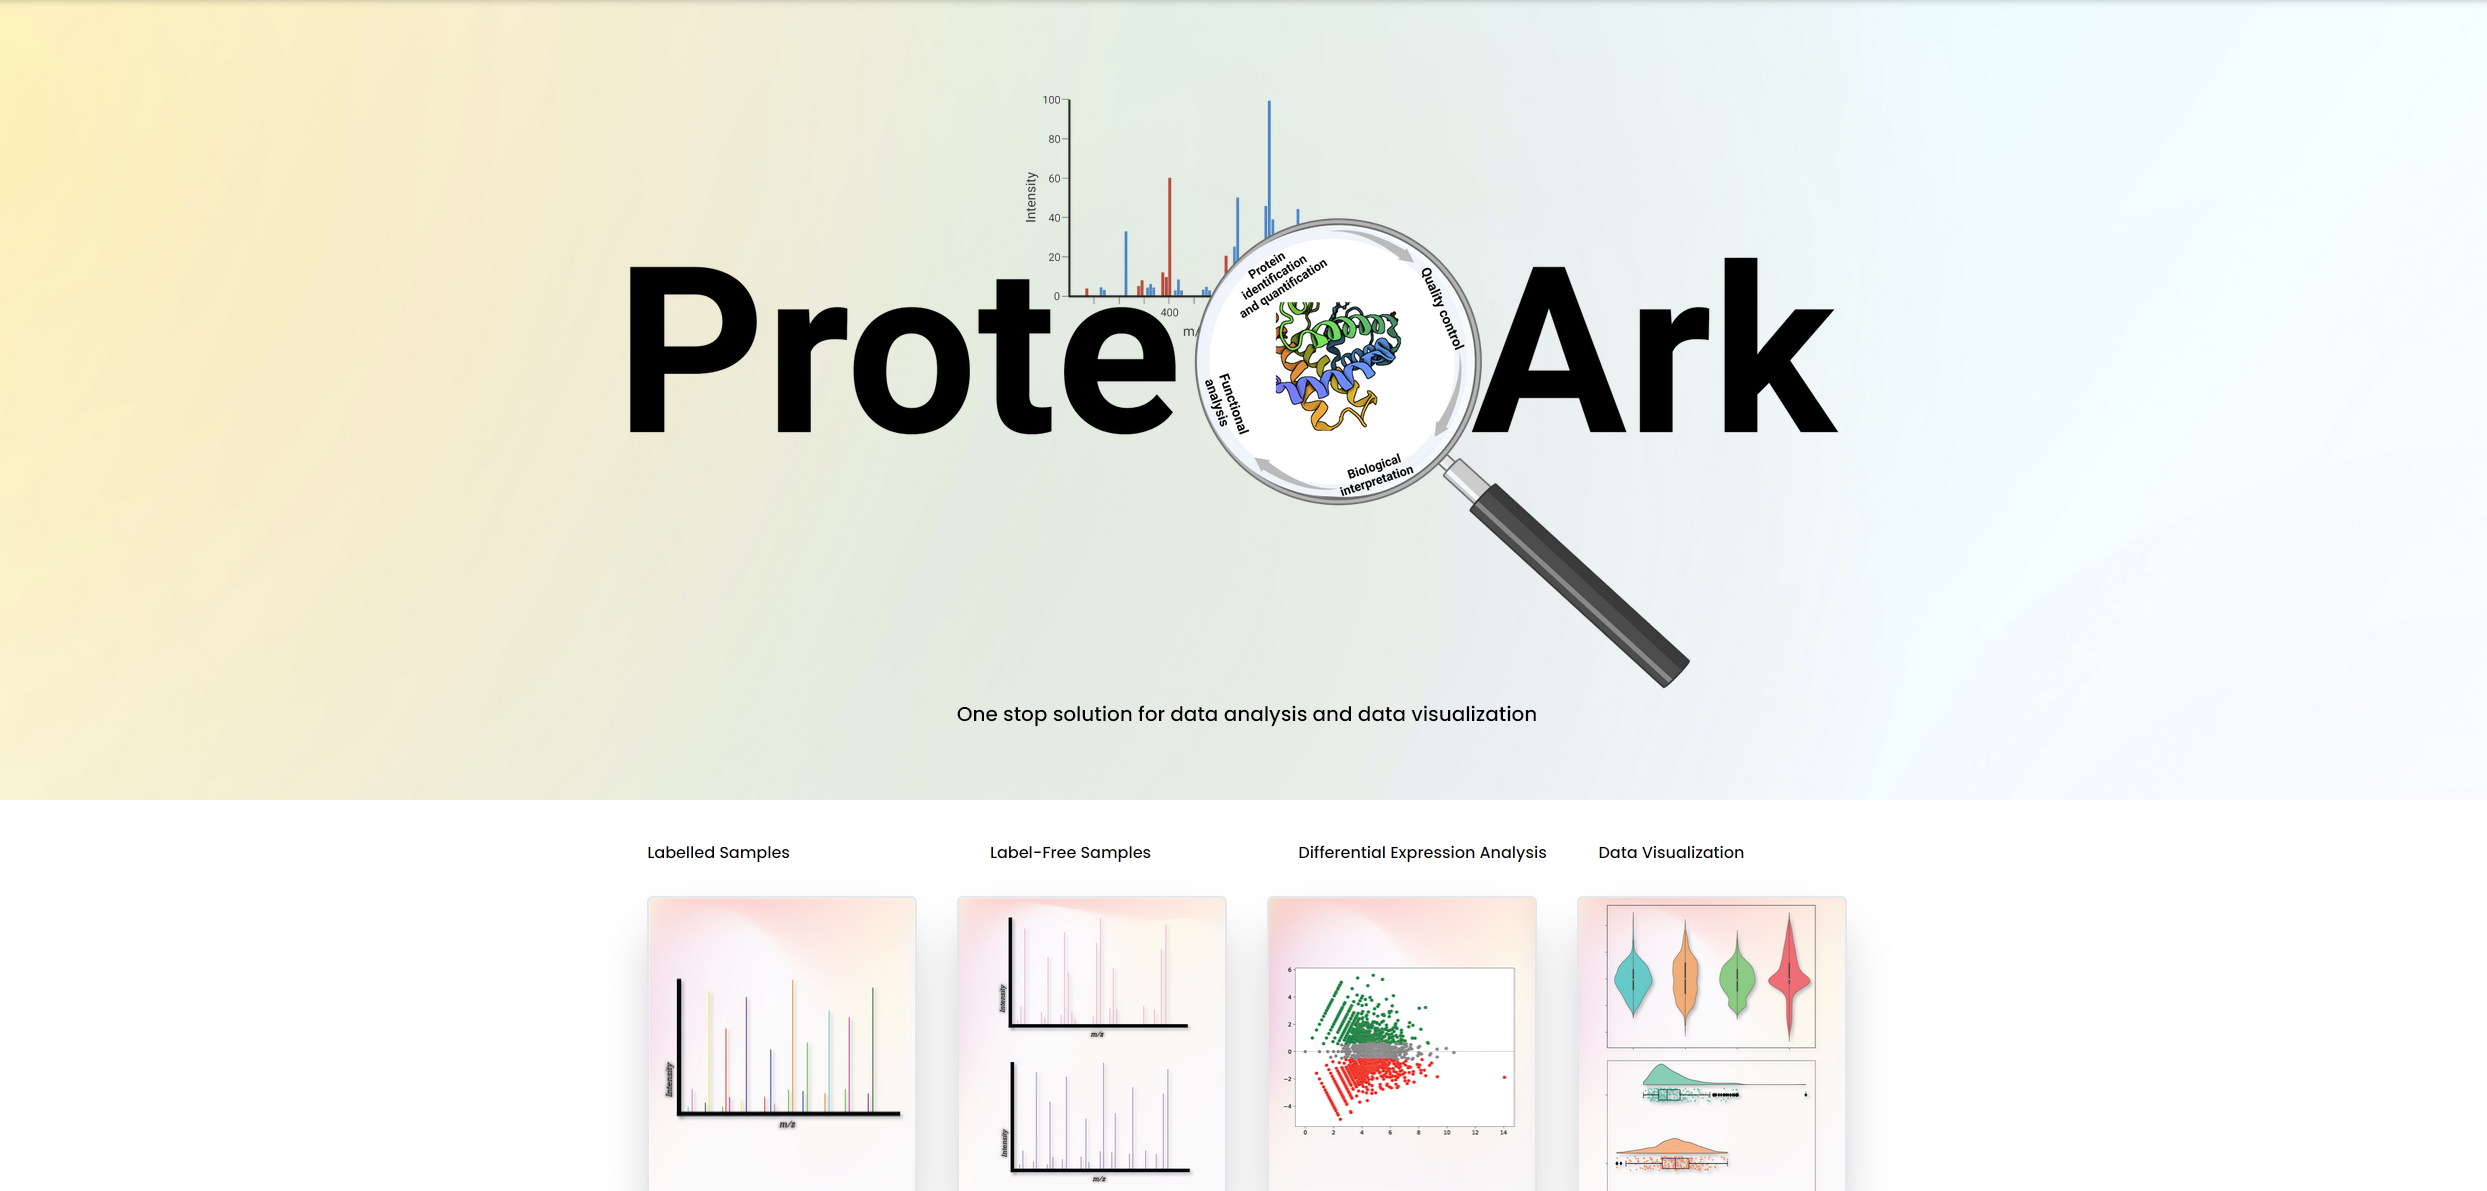 100
80
60
40
20
0
Intensity
400
m/
Prote Ark
Protein
identification
and quantification
Quality control
Biological
interpretation
Functional
analysis
One stop solution for data analysis and data visualization
Labelled Samples
Label-Free Samples
Differential Expression Analysis
Data Visualization
Intensity
m/z
Intensity
m/z
Intensity
m/z
6
4
2
0
−2
−4
0 2 4 6 8 10 12 14